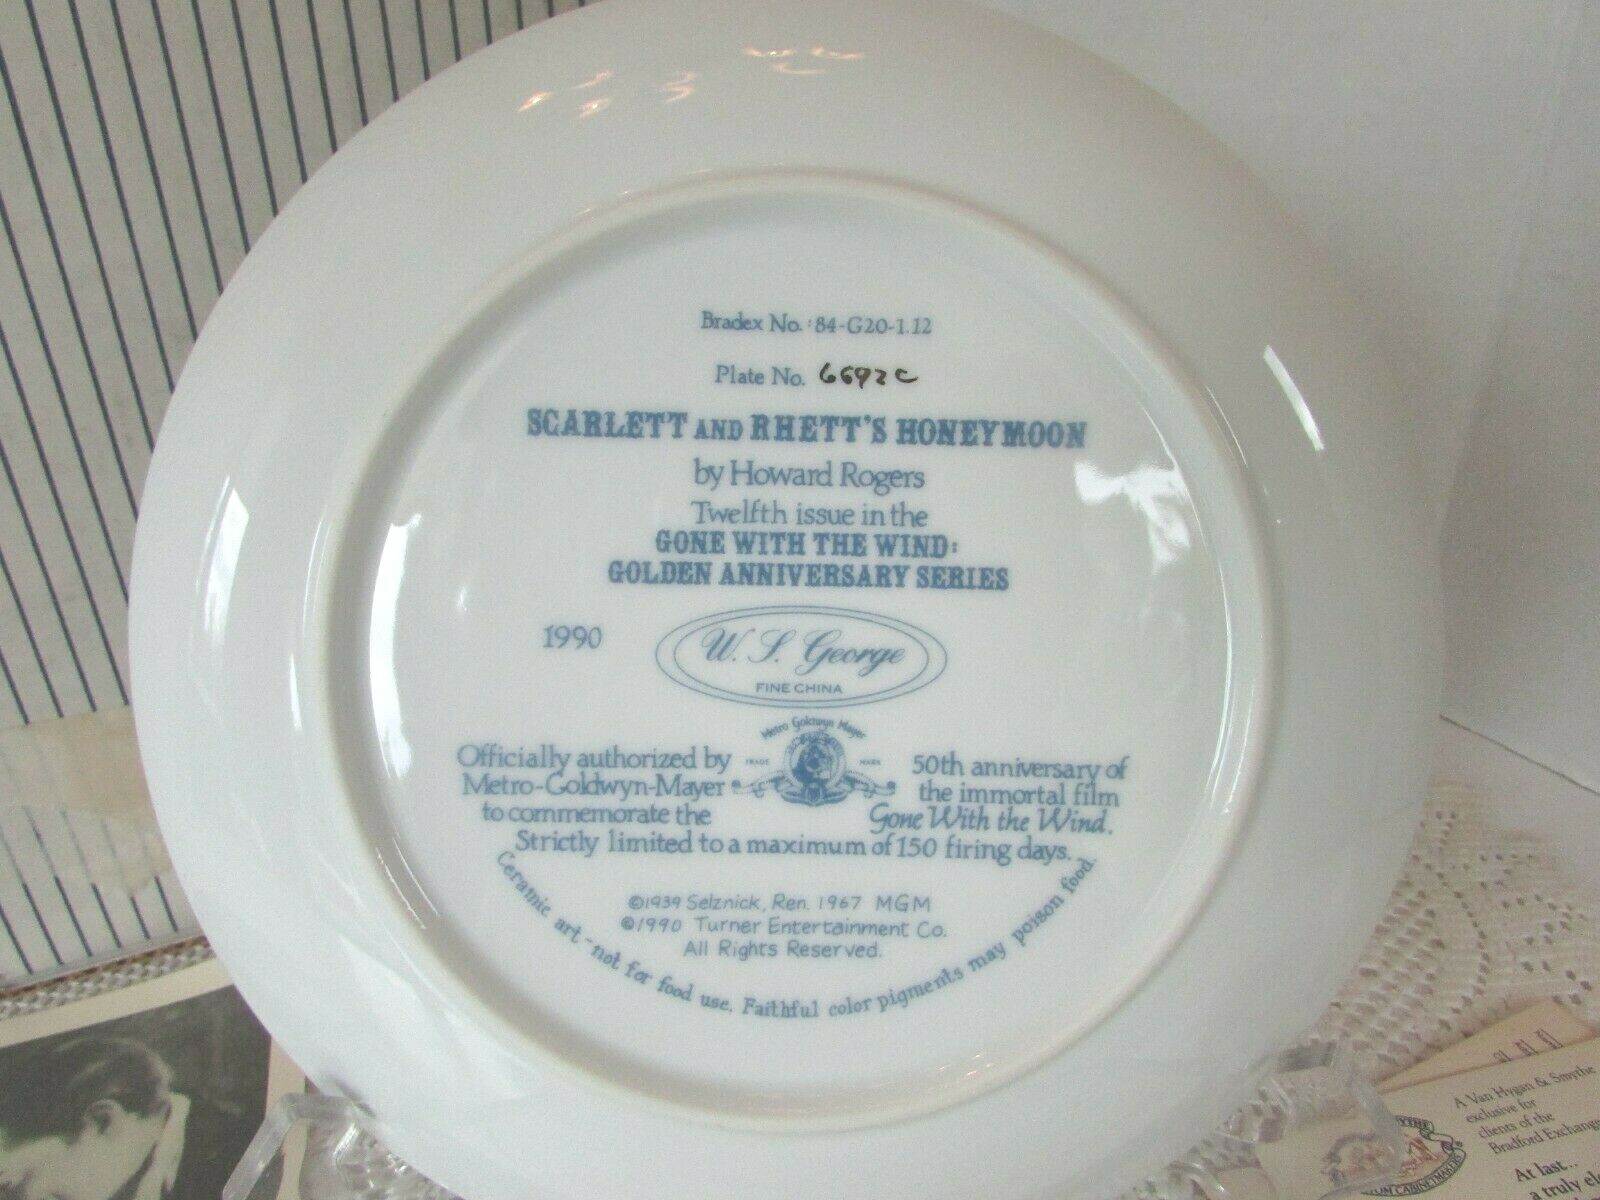 Bradex No. 84-G20-1.12
Plate No. 6692C
SCARLETT AND RHETT'S HONEYMOON
by Howard Rogers
Twelfth issue in the
GONE WITH THE WIND:
GOLDEN ANNIVERSARY SERIES
1990
W. S. George
FINE CHINA
Metro Goldwyn Mayer
TRADE MARK
Officially authorized by
Metro-Goldwyn-Mayer
to commemorate the
50th anniversary of
the immortal film
Gone With the Wind.
Strictly limited to a maximum of 150 firing days.
©1939 Selznick, Ren. 1967 MGM
©1990 Turner Entertainment Co.
All Rights Reserved.
Ceramic art - not for food use. Faithful color pigments may poison food.
A Van Hygan & Smythe
exclusive for
clients of the
Bradford Exchange
At last..
a truly